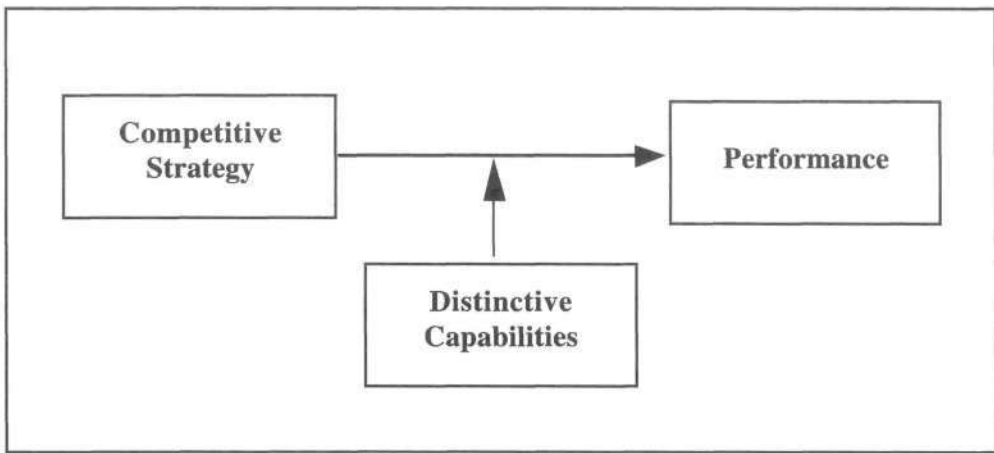 Competitive
Strategy
Performance
Distinctive
Capabilities